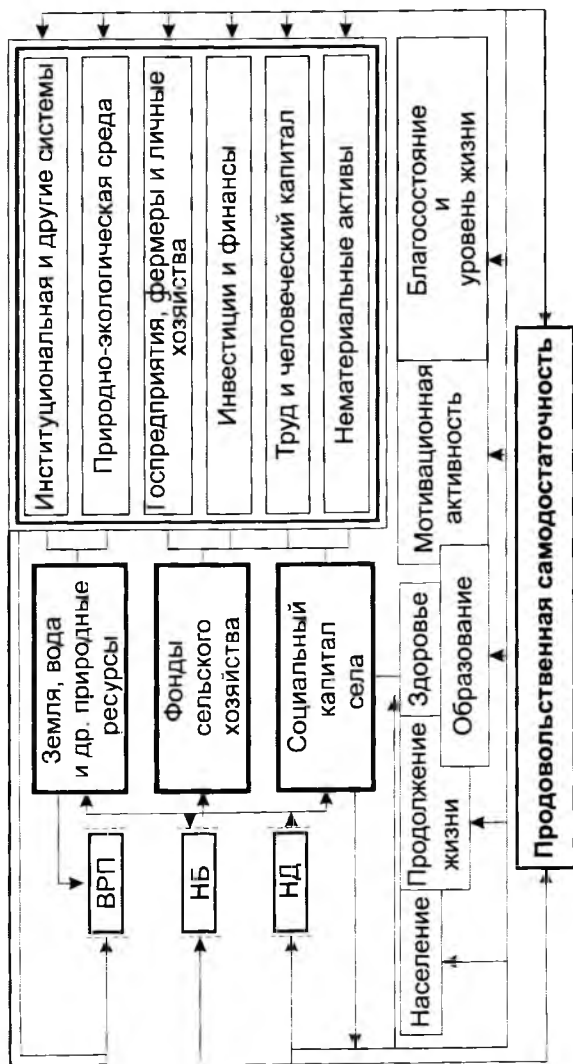 Институциональная и другие системы
Природно-экологическая среда
Госпредприятия, фермеры и личные
хозяйства
Инвестиции и финансы
Труд и человеческий капитал
Нематериальные активы
Земля, вода
и др. природные
ресурсы
Фонды
сельского
хозяйства
Социальный
капитал
села
ВРП
НБ
НД
Население
Продолжение
жизни
Здоровье
Образование
Мотивационная
активность
Благосостояние
и
уровень жизни
Продовольственная самодостаточность